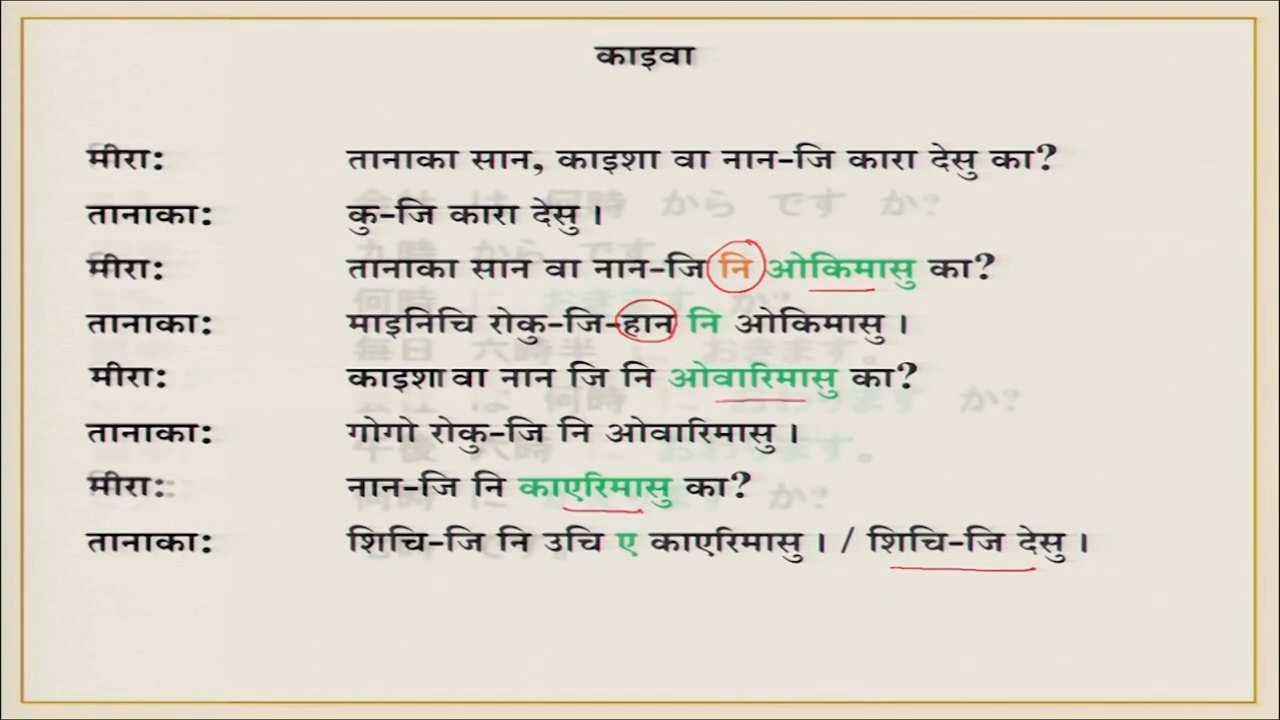 काइवा
मीरा: तानाका सान, काइशा वा नान-जि कारा देसु का?
तानाका: कु-जि कारा देसु ।
मीरा: तानाका सान वा नान-जि नि ओकिमासु का?
तानाका: माइनिचि रोकु-जि-हान नि ओकिमासु ।
मीरा: काइशा वा नान जि नि ओवारिमासु का?
तानाका: गोगो रोकु-जि नि ओवारिमासु ।
मीरा: नान-जि नि काएरिमासु का?
तानाका: शिचि-जि नि उचि ए काएरिमासु । / शिचि-जि देसु ।